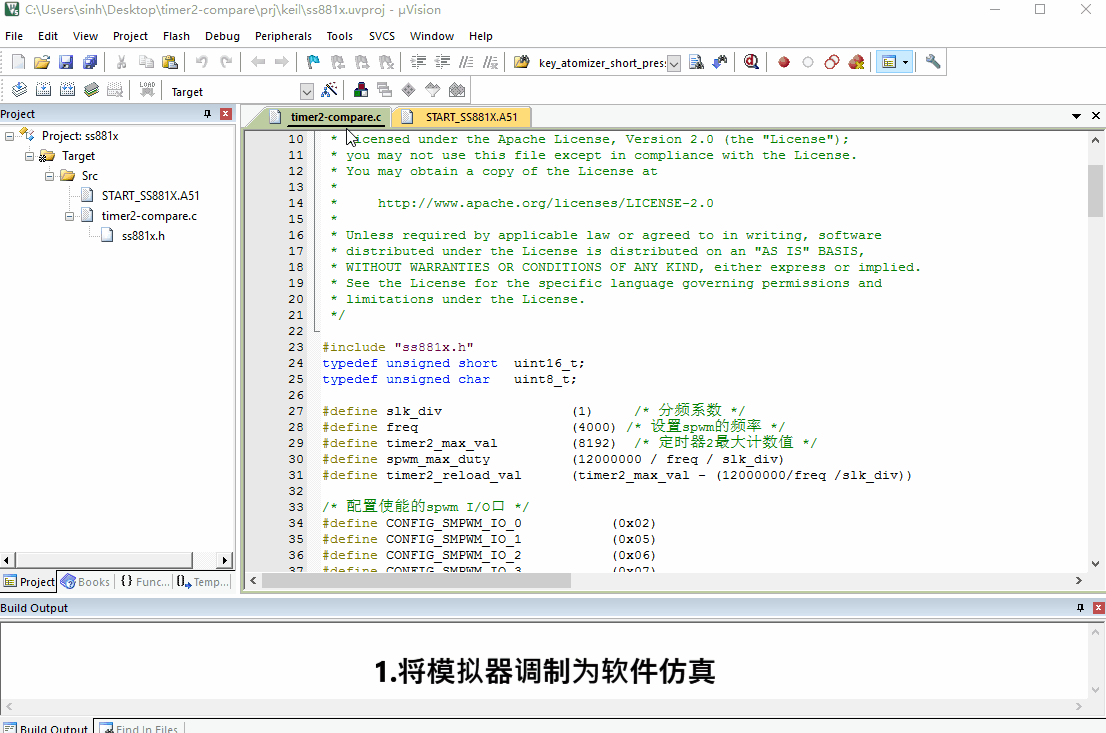 C:\Users\sinh\Desktop\timer2-compare\prj\keil\ss881x.uvproj - µVision
File Edit View Project Flash Debug Peripherals Tools SVCS Window Help
key_atomizer_short_pres
LOAD
Target
Project
Project: ss881x
Target
Src
START_SS881X.A51
timer2-compare.c
ss881x.h
Project Books {} Func... Temp...
timer2-compare.c START_SS881X.A51
10 * Licensed under the Apache License, Version 2.0 (the "License");
11 * you may not use this file except in compliance with the License.
12 * You may obtain a copy of the License at
13 *
14 * http://www.apache.org/licenses/LICENSE-2.0
15 *
16 * Unless required by applicable law or agreed to in writing, software
17 * distributed under the License is distributed on an "AS IS" BASIS,
18 * WITHOUT WARRANTIES OR CONDITIONS OF ANY KIND, either express or implied.
19 * See the License for the specific language governing permissions and
20 * limitations under the License.
21 */
22
23 #include "ss881x.h"
24 typedef unsigned short uint16_t;
25 typedef unsigned char uint8_t;
26
27 #define slk_div (1) /* 分频系数 */
28 #define freq (4000) /* 设置spwm的频率 */
29 #define timer2_max_val (8192) /* 定时器2最大计数值 */
30 #define spwm_max_duty (12000000 / freq / slk_div)
31 #define timer2_reload_val (timer2_max_val - (12000000/freq /slk_div))
32
33 /* 配置使能的spwm I/O口 */
34 #define CONFIG_SMPWM_IO_0 (0x02)
35 #define CONFIG_SMPWM_IO_1 (0x05)
36 #define CONFIG_SMPWM_IO_2 (0x06)
37 #define CONFIG_SMPWM_IO_3 (0x07)
Build Output
1.将模拟器调制为软件仿真
Build Output Find In Files